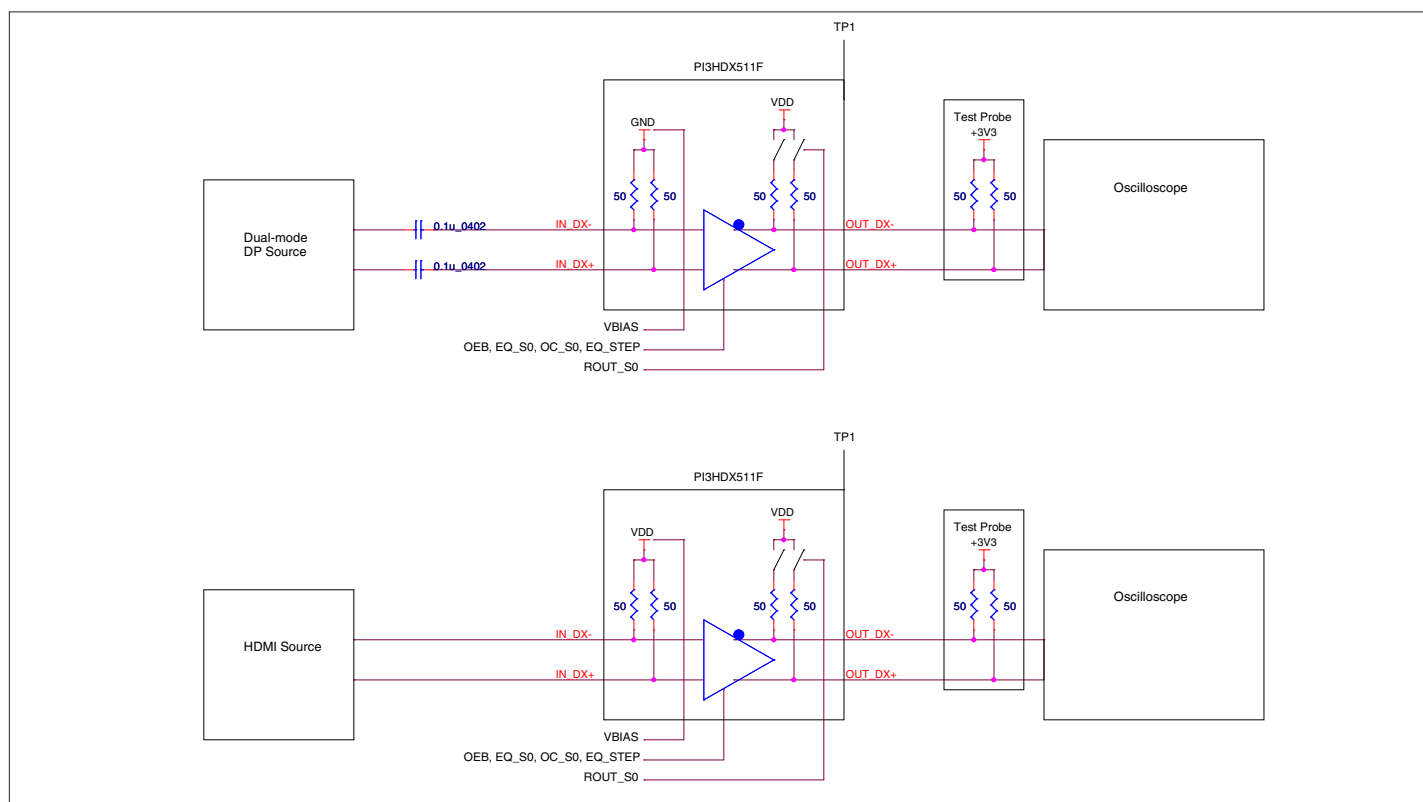 TP1
PI3HDX511F
VDD
GND
Test Probe
+3V3
Oscilloscope
50
50
50
50
50
50
Dual-mode
DP Source
0.1u_0402
0.1u_0402
IN_DX-
IN_DX+
OUT_DX-
OUT_DX+
VBIAS
OEB, EQ_S0, OC_S0, EQ_STEP
ROUT_S0
TP1
PI3HDX511F
VDD
VDD
Test Probe
+3V3
Oscilloscope
50
50
50
50
50
50
HDMI Source
IN_DX-
IN_DX+
OUT_DX-
OUT_DX+
VBIAS
OEB, EQ_S0, OC_S0, EQ_STEP
ROUT_S0